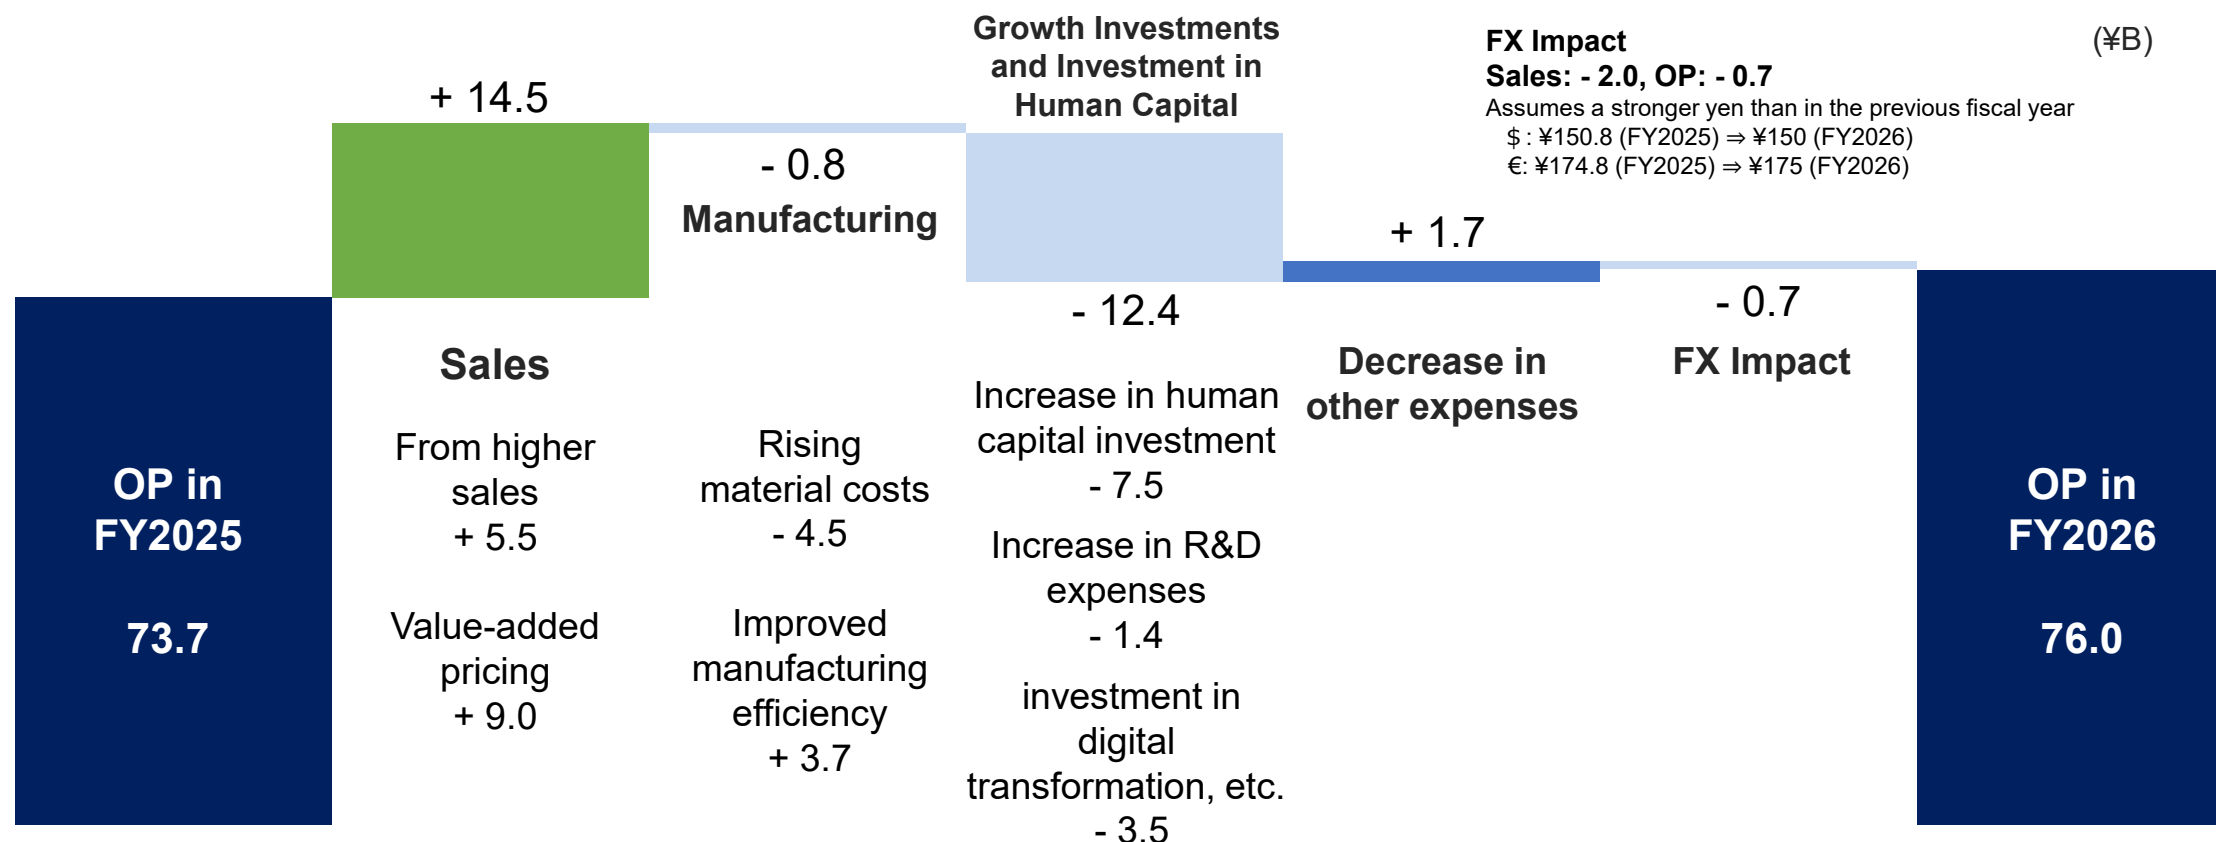 (¥B)
FX Impact
Sales: - 2.0, OP: - 0.7
Assumes a stronger yen than in the previous fiscal year
$ : ¥150.8 (FY2025) ⇒ ¥150 (FY2026)
€: ¥174.8 (FY2025) ⇒ ¥175 (FY2026)
OP in
FY2025
73.7
+ 14.5
Sales
From higher
sales
+ 5.5
Value-added
pricing
+ 9.0
- 0.8
Manufacturing
Rising
material costs
- 4.5
Improved
manufacturing
efficiency
+ 3.7
Growth Investments
and Investment in
Human Capital
- 12.4
Increase in human
capital investment
- 7.5
Increase in R&D
expenses
- 1.4
investment in
digital
transformation, etc.
- 3.5
+ 1.7
Decrease in
other expenses
- 0.7
FX Impact
OP in
FY2026
76.0